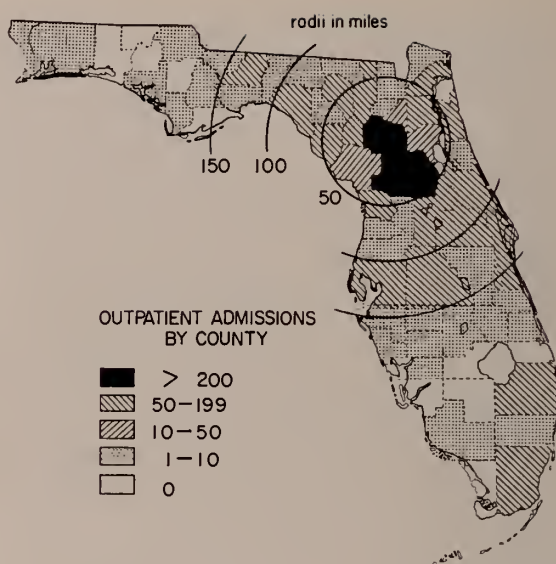 rodii in miles
150
100
50
OUTPATIENT ADMISSIONS
BY COUNTY
> 200
50-199
10-50
1-10
0